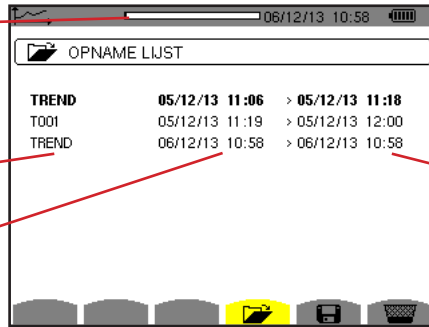 06/12/13 10:58
OPNAME LIJST
TREND 05/12/13 11:06 > 05/12/13 11:18
T001 05/12/13 11:19 > 05/12/13 12:00
TREND 06/12/13 10:58 > 06/12/13 10:58